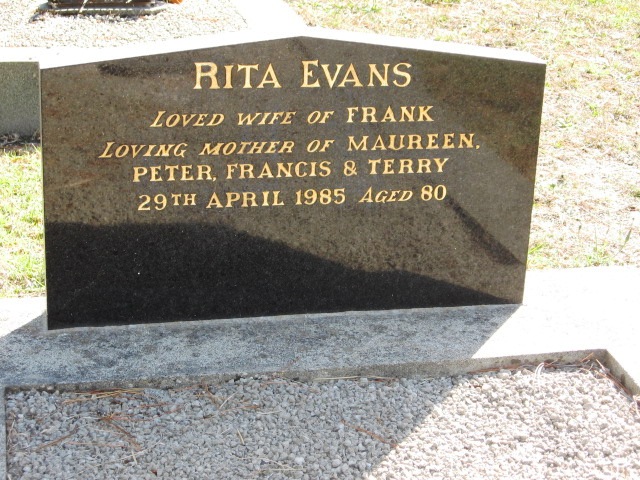 RITA EVANS
LOVED WIFE OF FRANK
LOVING MOTHER OF MAUREEN,
PETER, FRANCIS & TERRY
29TH APRIL 1985 AGED 80